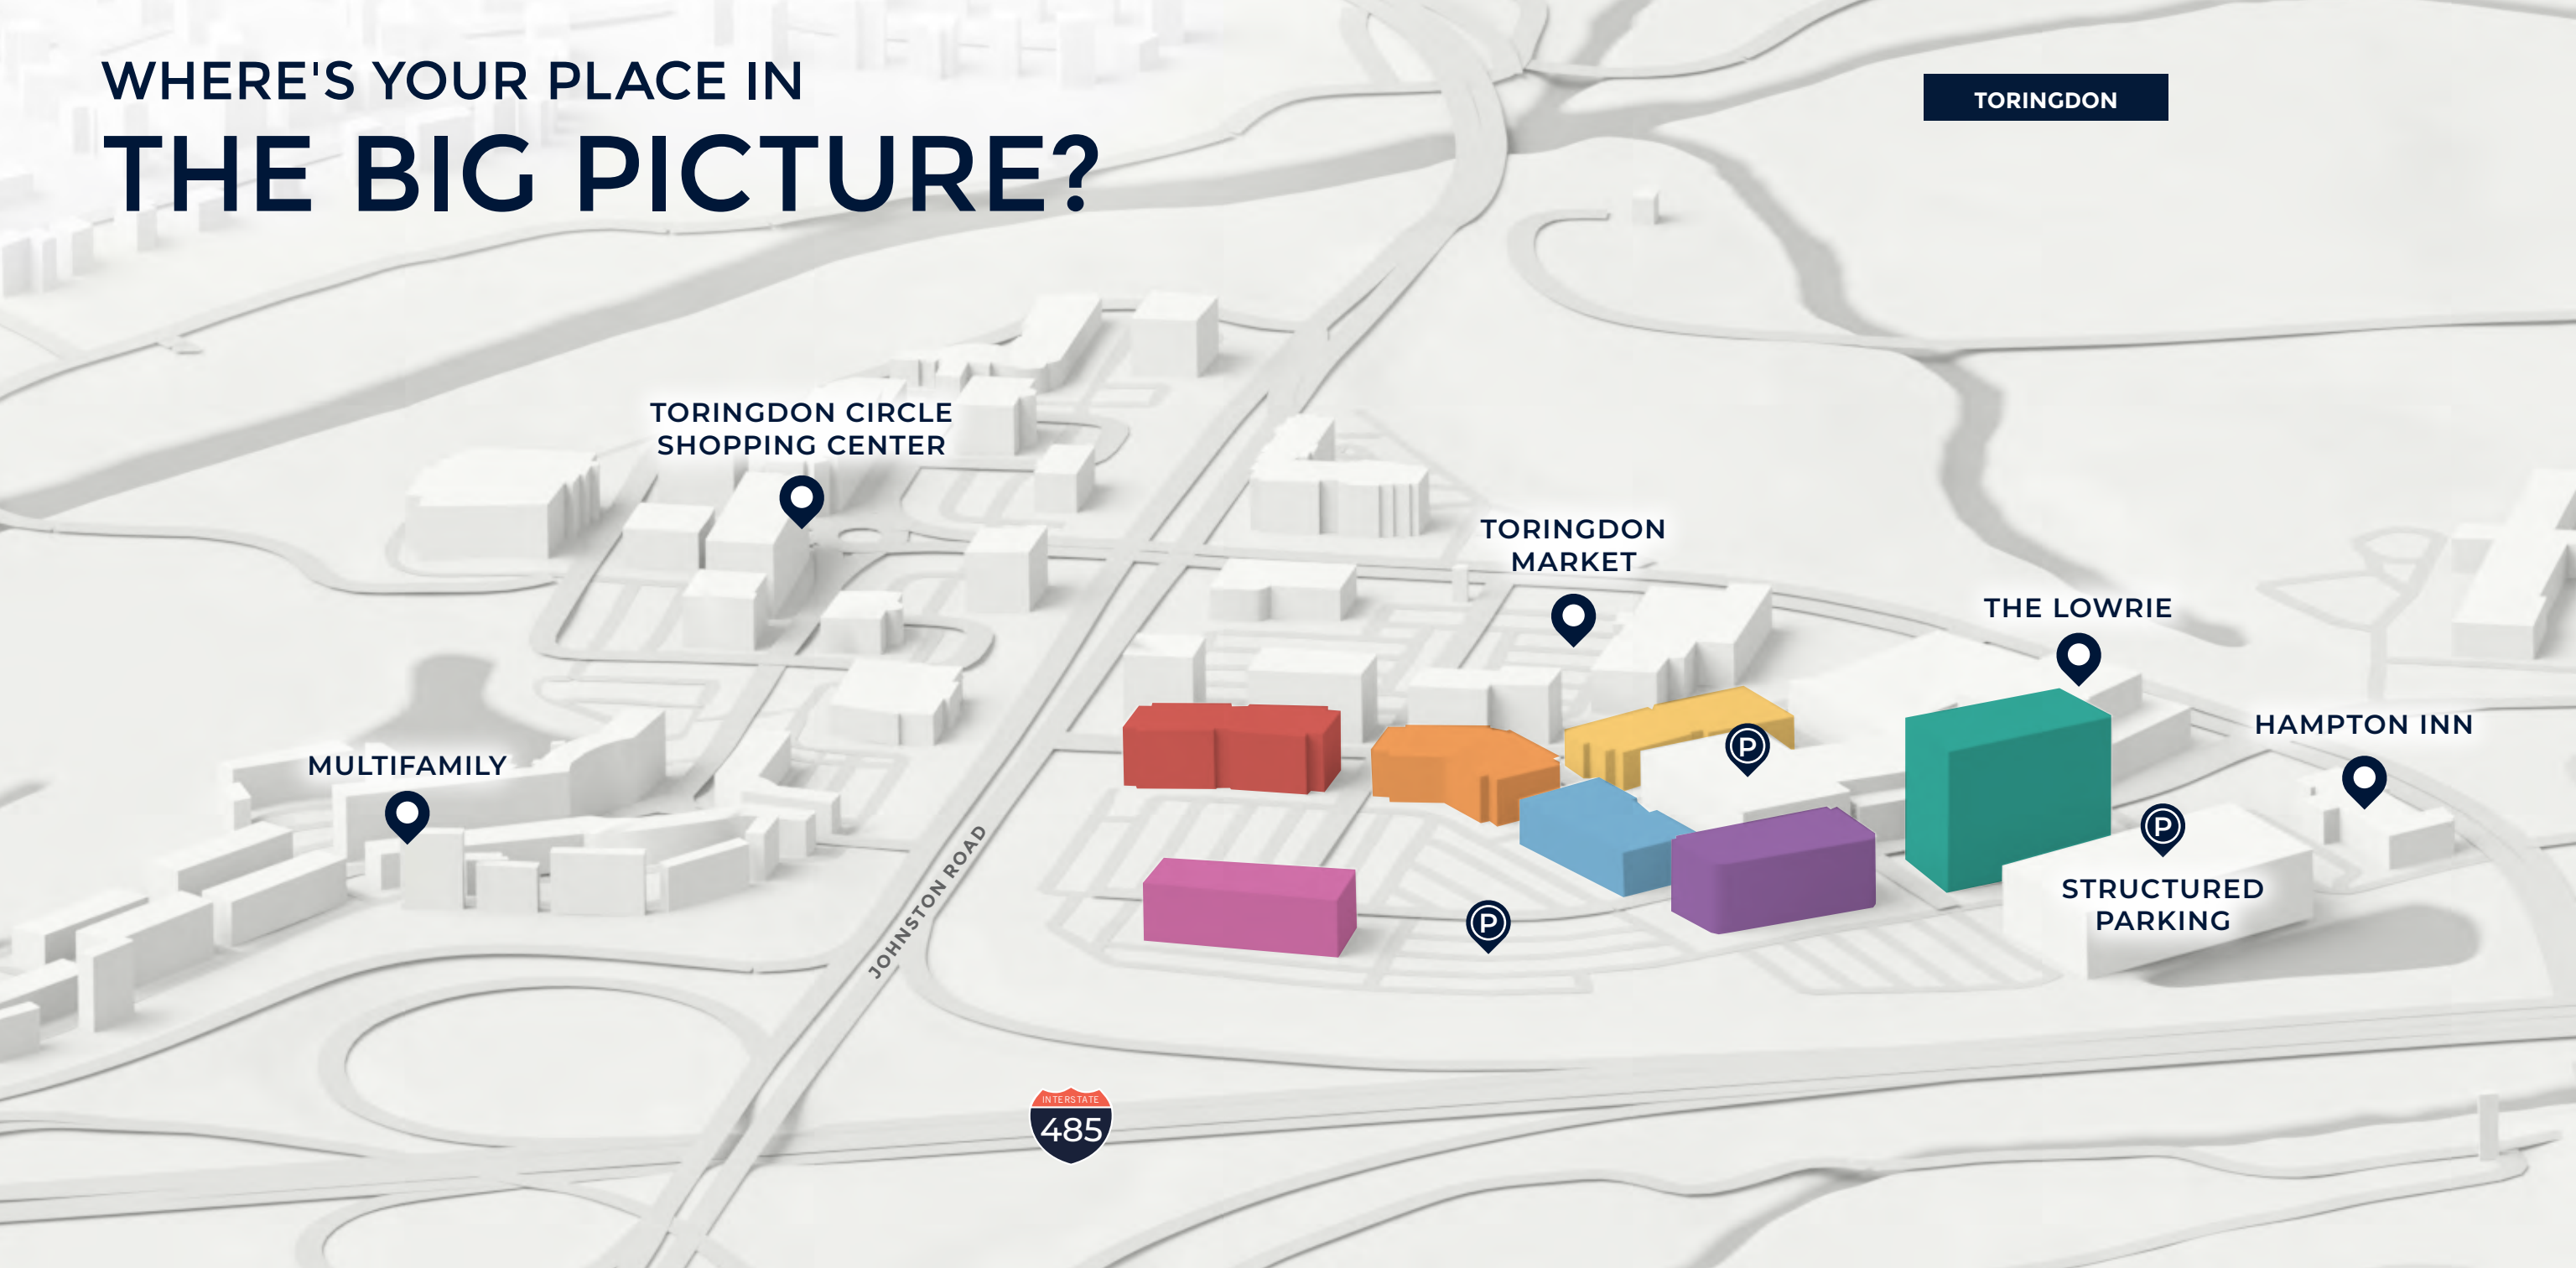 WHERE'S YOUR PLACE IN
THE BIG PICTURE?
TORINGDON
TORINGDON CIRCLE
SHOPPING CENTER
TORINGDON
MARKET
THE LOWRIE
HAMPTON INN
MULTIFAMILY
P
P
STRUCTURED
PARKING
P
JOHNSTON ROAD
INTERSTATE
485